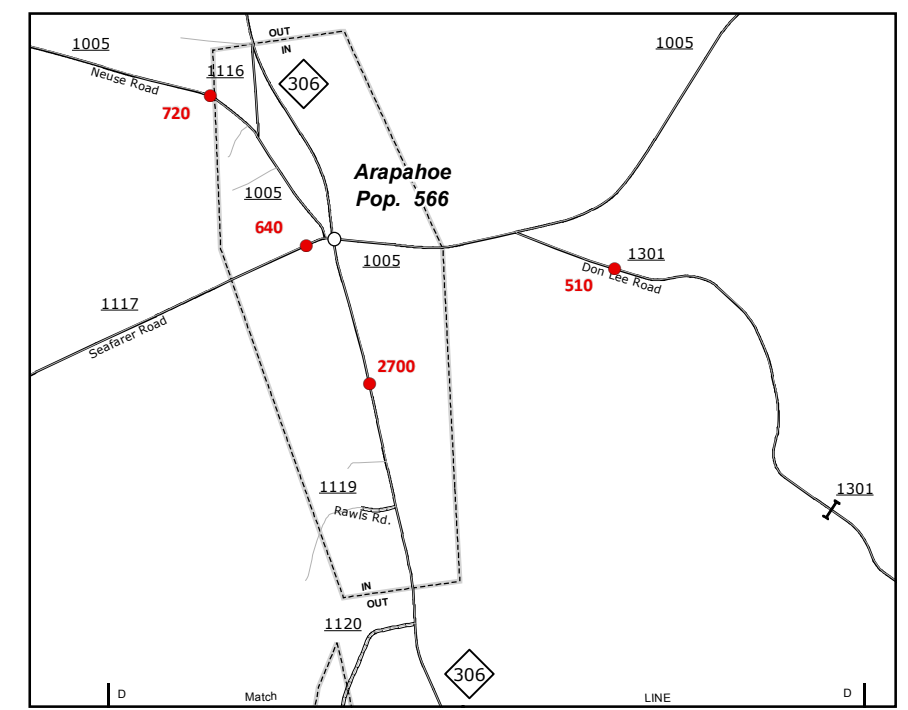 OUT
IN
1005
Neuse Road
1116
306
1005
720
Arapahoe
Pop. 566
1005
640
1005
1301
Don Lee Road
510
1117
Seafarer Road
2700
1119
Rawls Rd.
1301
IN
OUT
1120
306
D
Match
LINE
D